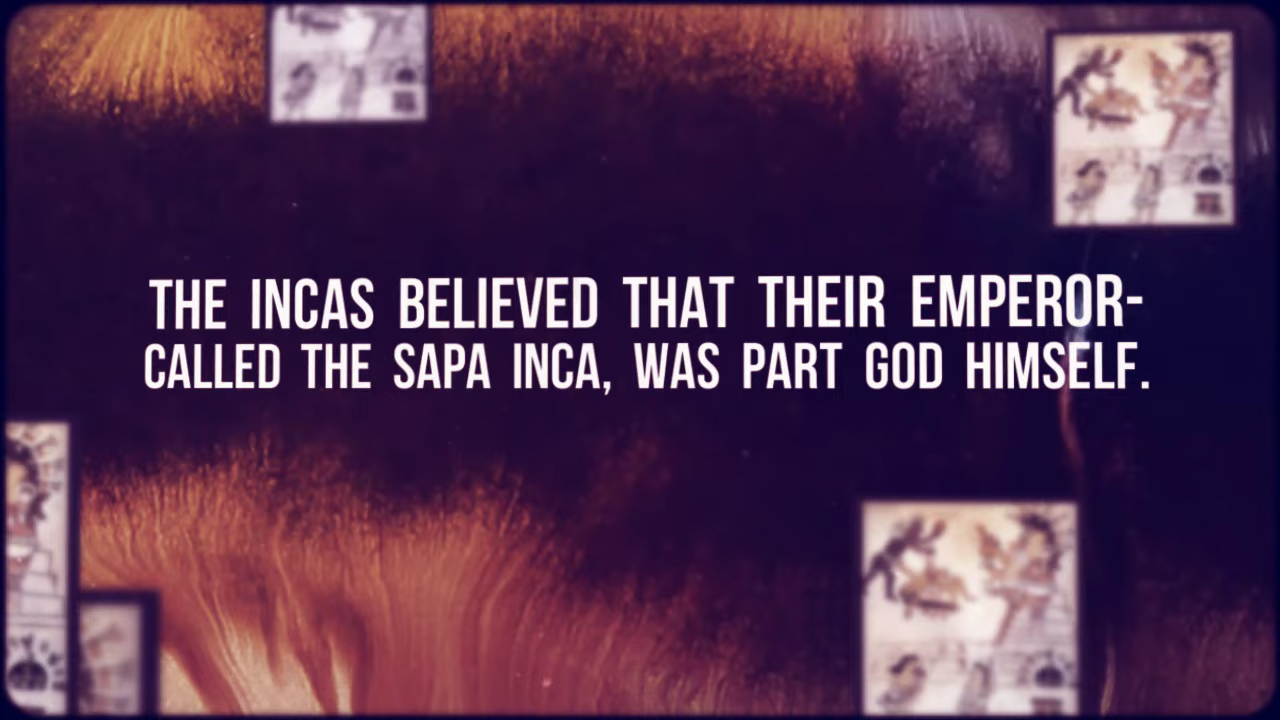 THE INCAS BELIEVED THAT THEIR EMPEROR-
CALLED THE SAPA INCA, WAS PART GOD HIMSELF.